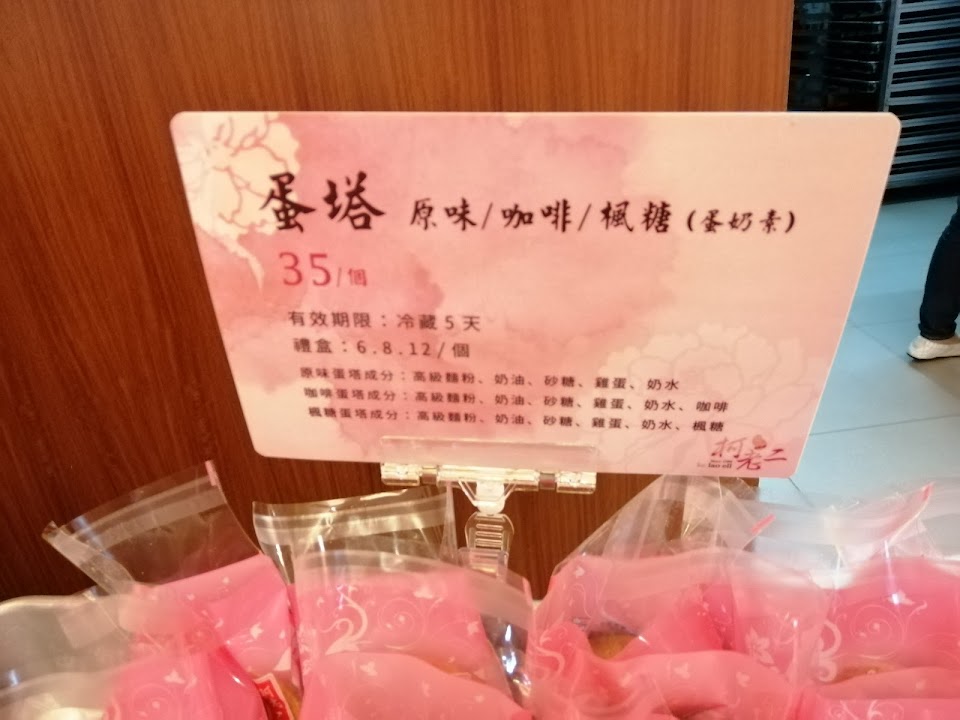 蛋塔 原味/咖啡/楓糖(蛋奶素)
35/個
有效期限：冷藏5天
禮盒：6.8.12/個
原味蛋塔成分：高級麵粉、奶油、砂糖、雞蛋、奶水
咖啡蛋塔成分：高級麵粉、奶油、砂糖、雞蛋、奶水、咖啡
楓糖蛋塔成分：高級麵粉、奶油、砂糖、雞蛋、奶水、楓糖
柯老二